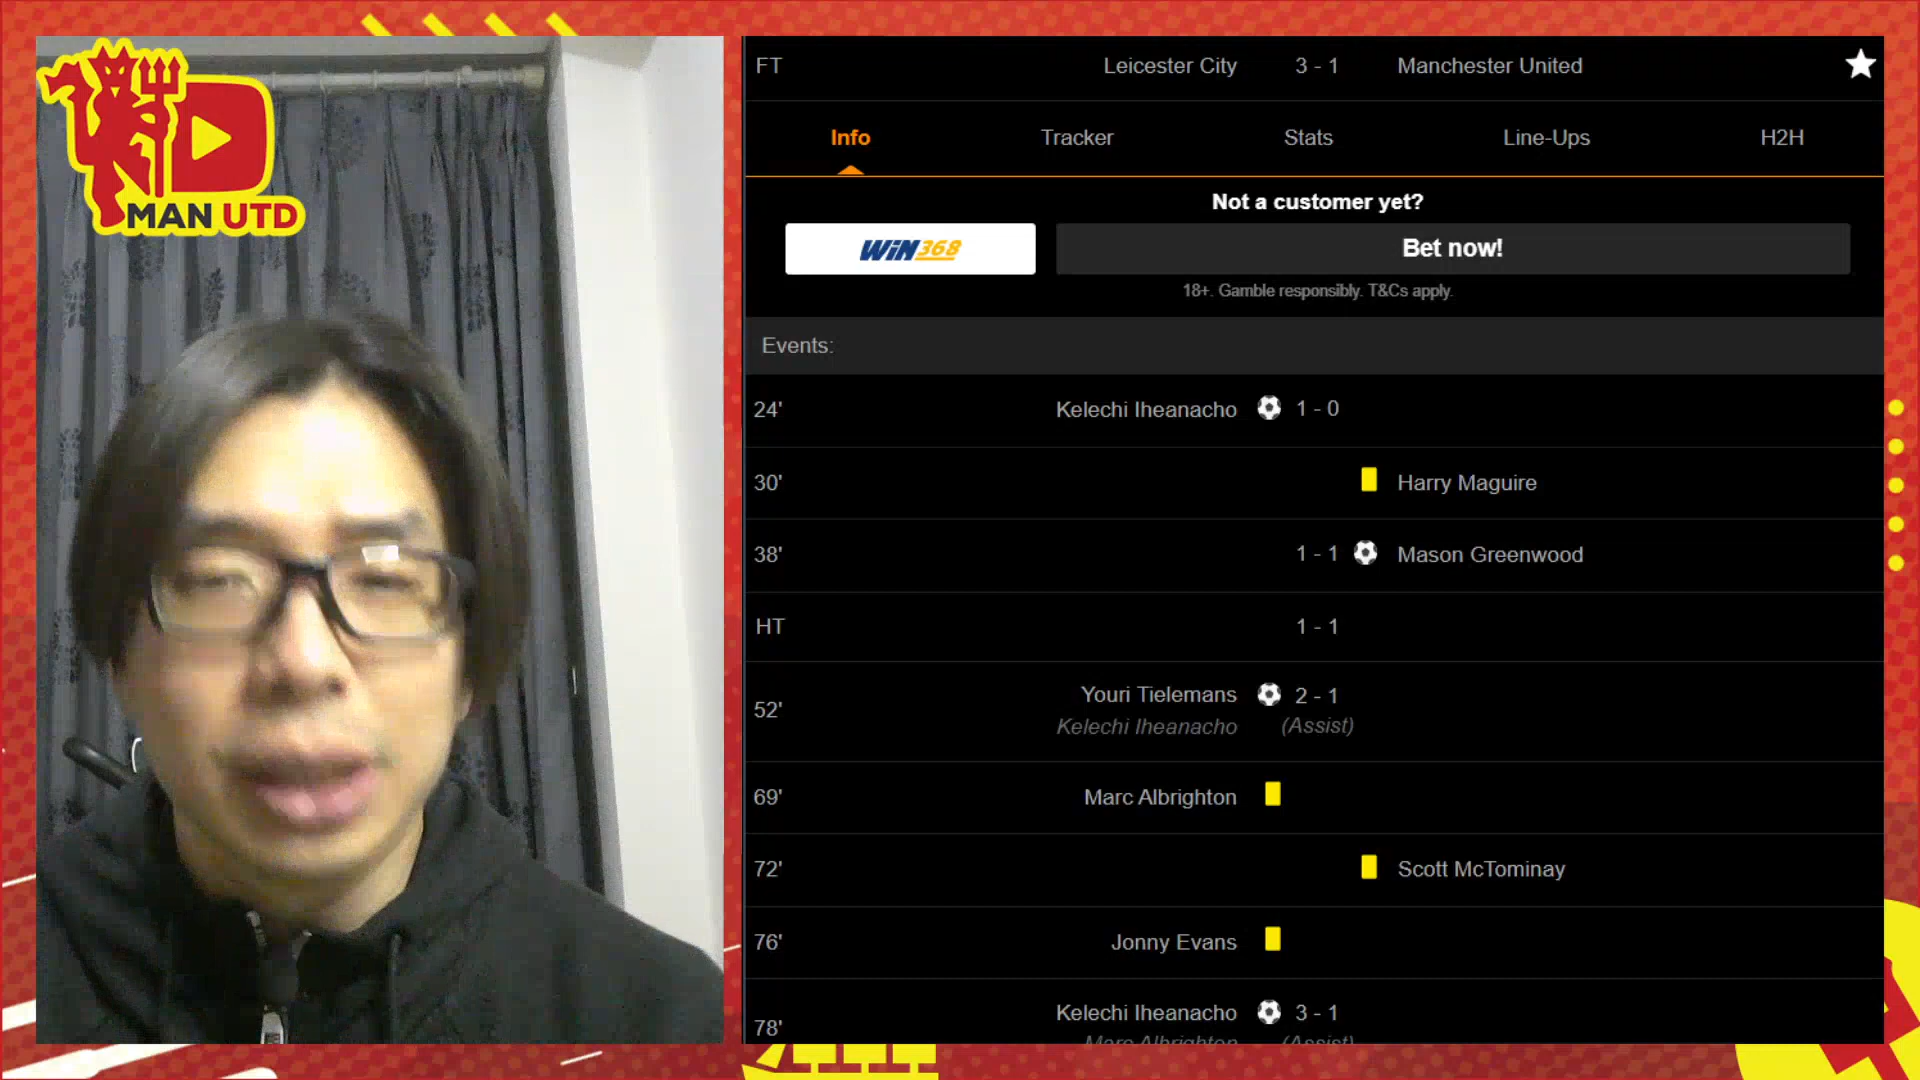 MAN UTD
FT Leicester City 3 - 1 Manchester United
Info Tracker Stats Line-Ups H2H
Not a customer yet?
WiN368 Bet now!
18+. Gamble responsibly. T&Cs apply.
Events:
24' Kelechi Iheanacho 1 - 0
30' Harry Maguire
38' 1 - 1 Mason Greenwood
HT 1 - 1
52' Youri Tielemans 2 - 1
Kelechi Iheanacho (Assist)
69' Marc Albrighton
72' Scott McTominay
76' Jonny Evans
78' Kelechi Iheanacho 3 - 1
Marc Albrighton (Assist)